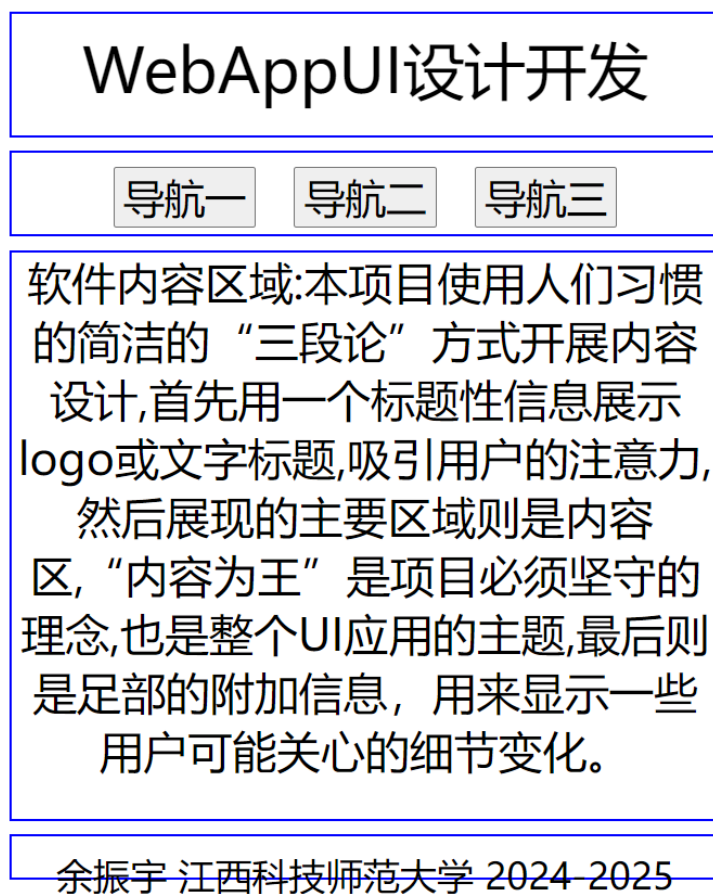 WebAppUI设计开发
导航一 导航二 导航三
软件内容区域:本项目使用人们习惯
的简洁的“三段论”方式开展内容
设计,首先用一个标题性信息展示
logo或文字标题,吸引用户的注意力,
然后展现的主要区域则是内容
区,“内容为王”是项目必须坚守的
理念,也是整个UI应用的主题,最后则
是足部的附加信息，用来显示一些
用户可能关心的细节变化。
余振宇 江西科技师范大学 2024-2025